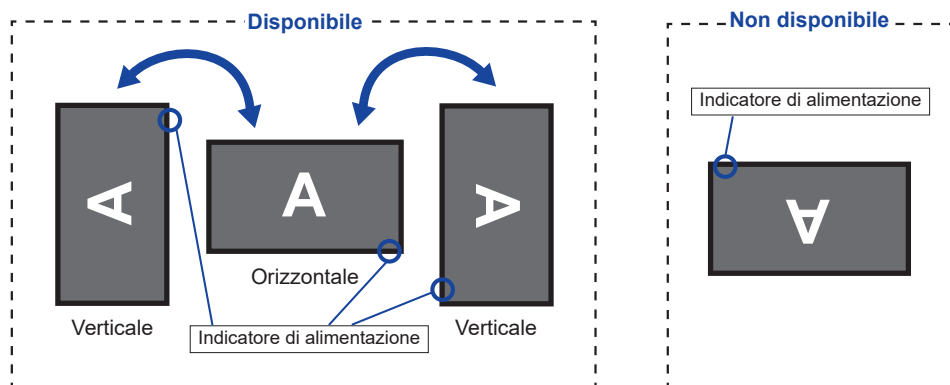 Disponibile
Non disponibile
Indicatore di alimentazione
A
A
A
A
Orizzontale
Verticale
Indicatore di alimentazione
Verticale